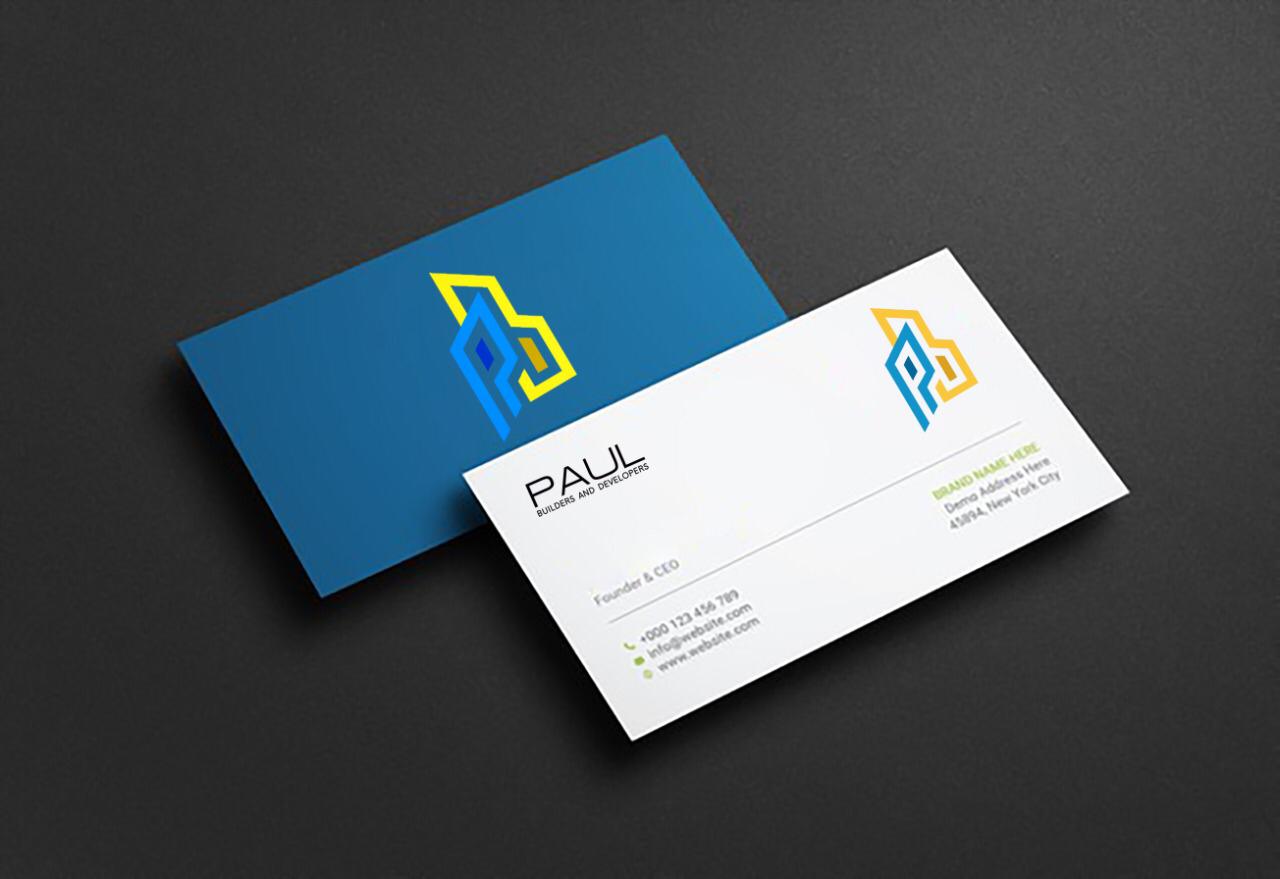 PAUL
BUILDERS AND DEVELOPERS
Founder & CEO
+000 123 456 789
info@website.com
www.website.com
BRAND NAME HERE
Demo Address Here
45894, New York City